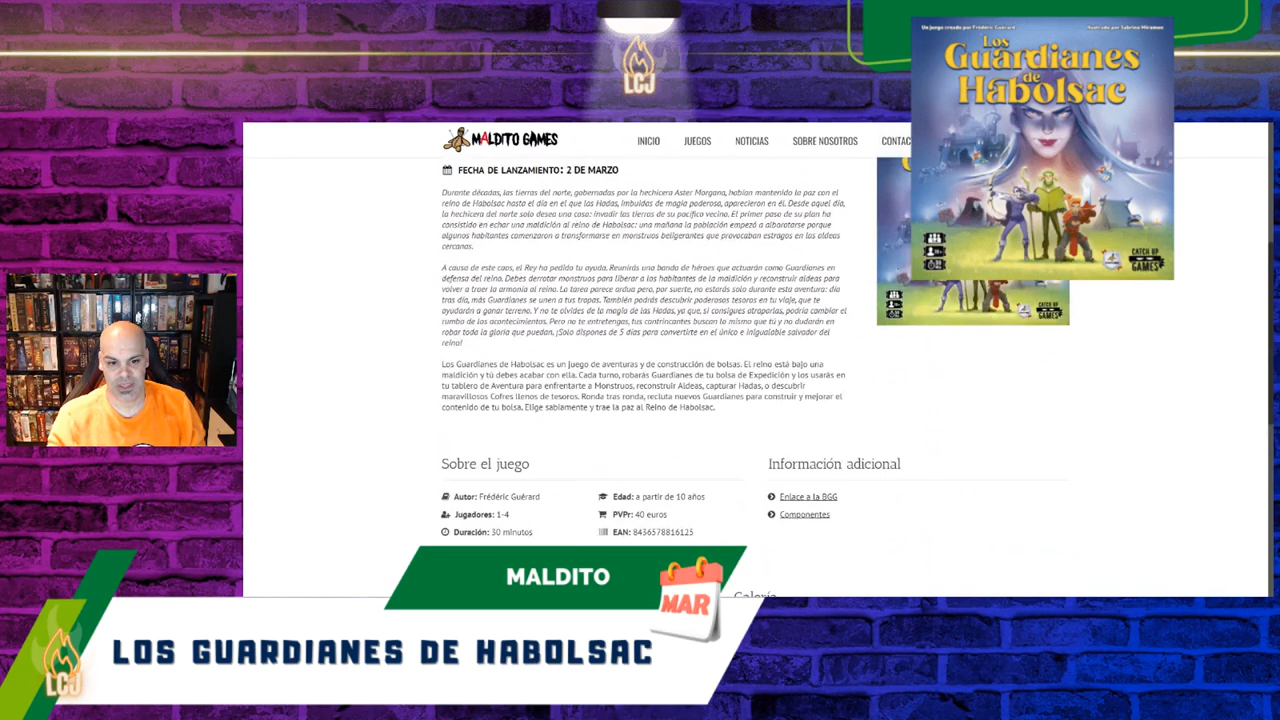 LCJ
Un juego creado por Frédéric Guérard
Ilustrado por Sabrina Miramon
Los
Guardianes
de
Habolsac
CATCH UP
GAMES
MALDITO GAMES
INICIO JUEGOS NOTICIAS SOBRE NOSOTROS CONTAC
FECHA DE LANZAMIENTO: 2 DE MARZO
Durante décadas, las tierras del norte, gobernadas por la hechicera Aster Morgana, habían mantenido la paz con el
reino de Habolsac hasta el día en el que las Hadas, imbuidas de magia poderosa, aparecieron en él. Desde aquel día,
la hechicera del norte solo desea una cosa: invadir las tierras de su pacífico vecino. El primer paso de su plan ha
consistido en echar una maldición al reino de Habolsac: una mañana la población empezó a alborotarse porque
algunos habitantes comenzaron a transformarse en monstruos beligerantes que provocaban estragos en las aldeas
cercanas.
A causa de este caos, el Rey ha pedido tu ayuda. Reunirás una banda de héroes que actuarán como Guardianes en
defensa del reino. Debes derrotar monstruos para liberar a los habitantes de la maldición y reconstruir aldeas para
volver a traer la armonía al reino. La tarea parece ardua pero, por suerte, no estarás solo durante esta aventura: día
tras día, más Guardianes se unen a tus tropas. También podrás descubrir poderosos tesoros en tu viaje, que te
ayudarán a ganar terreno. Y no te olvides de la magia de las Hadas, ya que, si consigues atraparlas, podría cambiar el
rumbo de los acontecimientos. Pero no te entretengas, tus contrincantes buscan lo mismo que tú y no dudarán en
robar toda la gloria que puedan. ¡Solo dispones de 5 días para convertirte en el único e inigualable salvador del
reino!
Los Guardianes de Habolsac es un juego de aventuras y de construcción de bolsas. El reino está bajo una
maldición y tú debes acabar con ella. Cada turno, robarás Guardianes de tu bolsa de Expedición y los usarás en
tu tablero de Aventura para enfrentarte a Monstruos, reconstruir Aldeas, capturar Hadas, o descubrir
maravillosos Cofres llenos de tesoros. Ronda tras ronda, recluta nuevos Guardianes para construir y mejorar el
contenido de tu bolsa. Elige sabiamente y trae la paz al Reino de Habolsac.
CATCH UP
GAMES
Sobre el juego
Información adicional
Autor: Frédéric Guérard
Edad: a partir de 10 años
Enlace a la BGG
Jugadores: 1-4
PVPr: 40 euros
Componentes
Duración: 30 minutos
EAN: 8436578816125
Galería
MALDITO
MAR
LOS GUARDIANES DE HABOLSAC
LCJ